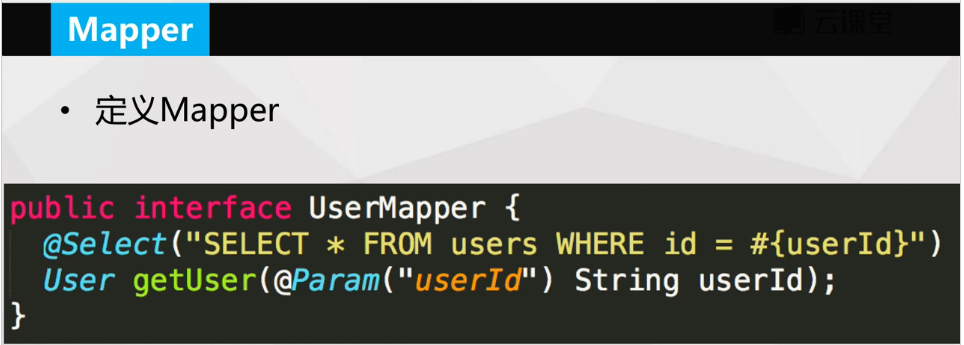 Mapper
云课堂
• 定义Mapper
public interface UserMapper {
@Select("SELECT * FROM users WHERE id = #{userId}")
User getUser(@Param("userId") String userId);
}